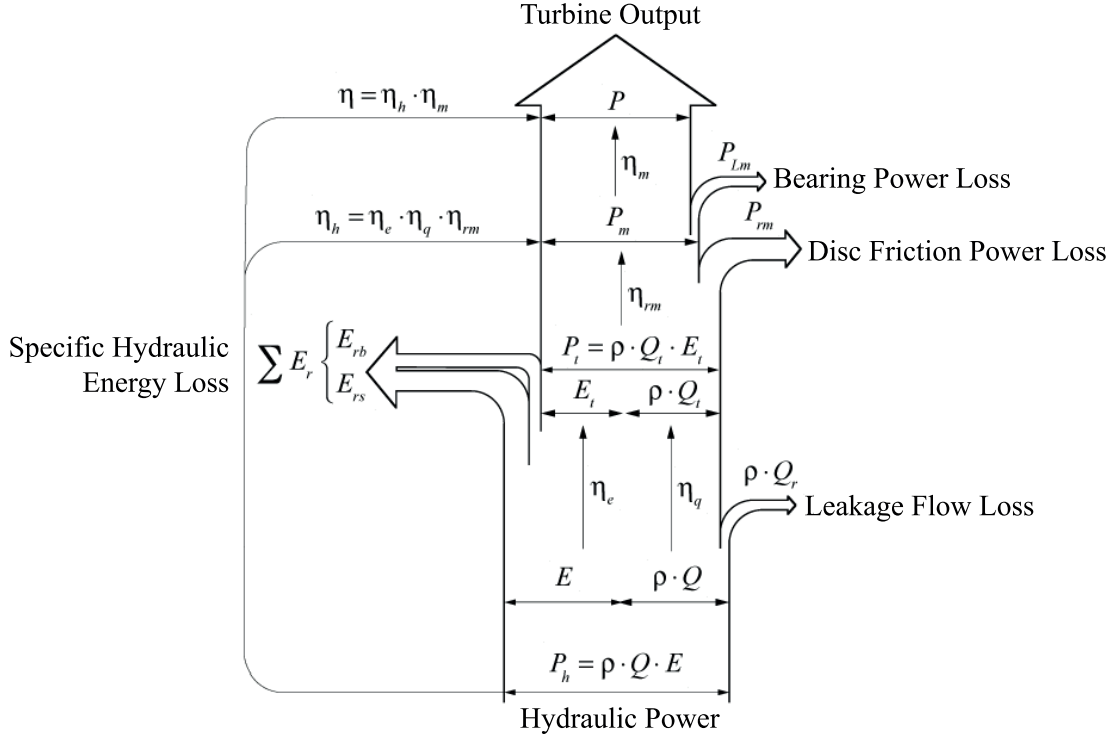 Turbine Output
η = η_h · η_m
P
η_m
P_Lm
Bearing Power Loss
η_h = η_e · η_q · η_rm
P_m
P_rm
Disc Friction Power Loss
η_rm
Specific Hydraulic
Energy Loss
∑ E_r { E_rb
E_rs
P_t = ρ · Q_t · E_t
E_t
ρ · Q_t
η_e
η_q
ρ · Q_r
Leakage Flow Loss
E
ρ · Q
P_h = ρ · Q · E
Hydraulic Power